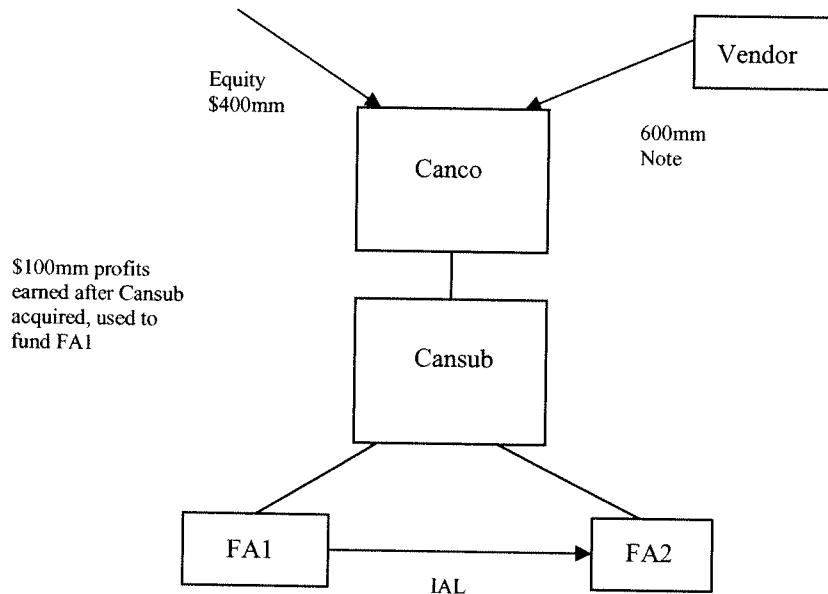 Vendor
Equity
$400mm
600mm
Note
Canco
$100mm profits
earned after Cansub
acquired, used to
fund FA1
Cansub
FA1
FA2
IAL